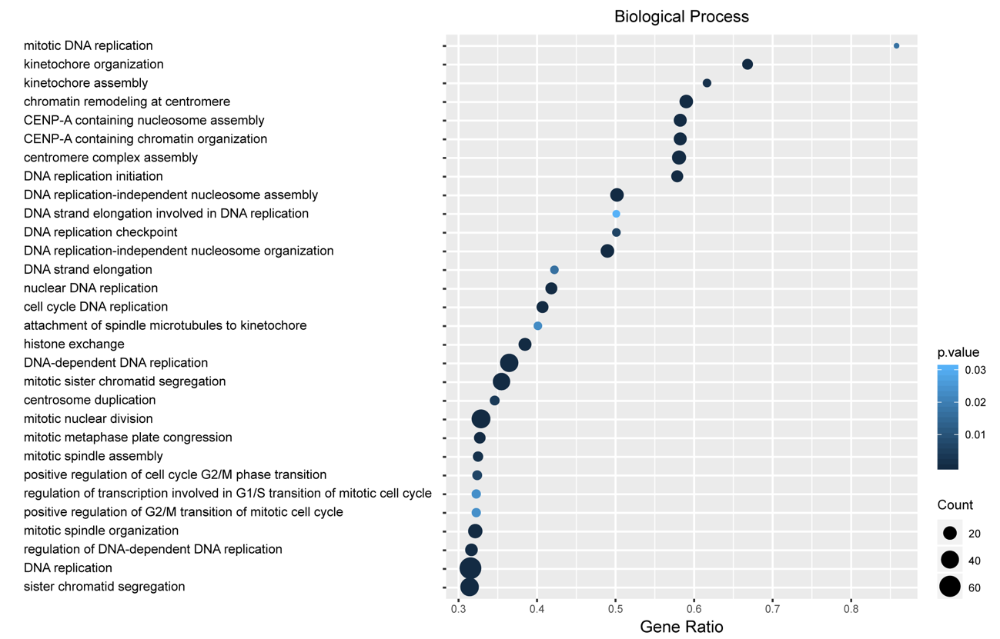 Biological Process
mitotic DNA replication
kinetochore organization
kinetochore assembly
chromatin remodeling at centromere
CENP-A containing nucleosome assembly
CENP-A containing chromatin organization
centromere complex assembly
DNA replication initiation
DNA replication-independent nucleosome assembly
DNA strand elongation involved in DNA replication
DNA replication checkpoint
DNA replication-independent nucleosome organization
DNA strand elongation
nuclear DNA replication
cell cycle DNA replication
attachment of spindle microtubules to kinetochore
histone exchange
DNA-dependent DNA replication
mitotic sister chromatid segregation
centrosome duplication
mitotic nuclear division
mitotic metaphase plate congression
mitotic spindle assembly
positive regulation of cell cycle G2/M phase transition
regulation of transcription involved in G1/S transition of mitotic cell cycle
positive regulation of G2/M transition of mitotic cell cycle
mitotic spindle organization
regulation of DNA-dependent DNA replication
DNA replication
sister chromatid segregation
0.3 0.4 0.5 0.6 0.7 0.8
Gene Ratio
p.value
0.03
0.02
0.01
Count
20
40
60